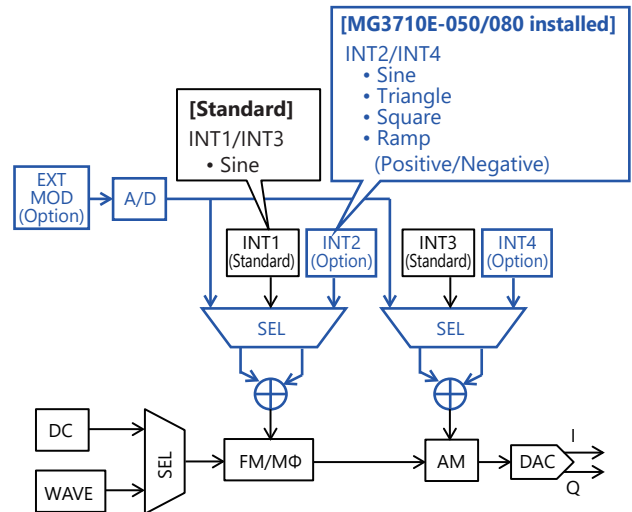 [MG3710E-050/080 installed]
INT2/INT4
• Sine
• Triangle
• Square
• Ramp
(Positive/Negative)
[Standard]
INT1/INT3
• Sine
EXT
MOD
(Option)
A/D
INT1
(Standard)
INT2
(Option)
INT3
(Standard)
INT4
(Option)
SEL
SEL
DC
WAVE
SEL
FM/MΦ
AM
DAC
I
Q